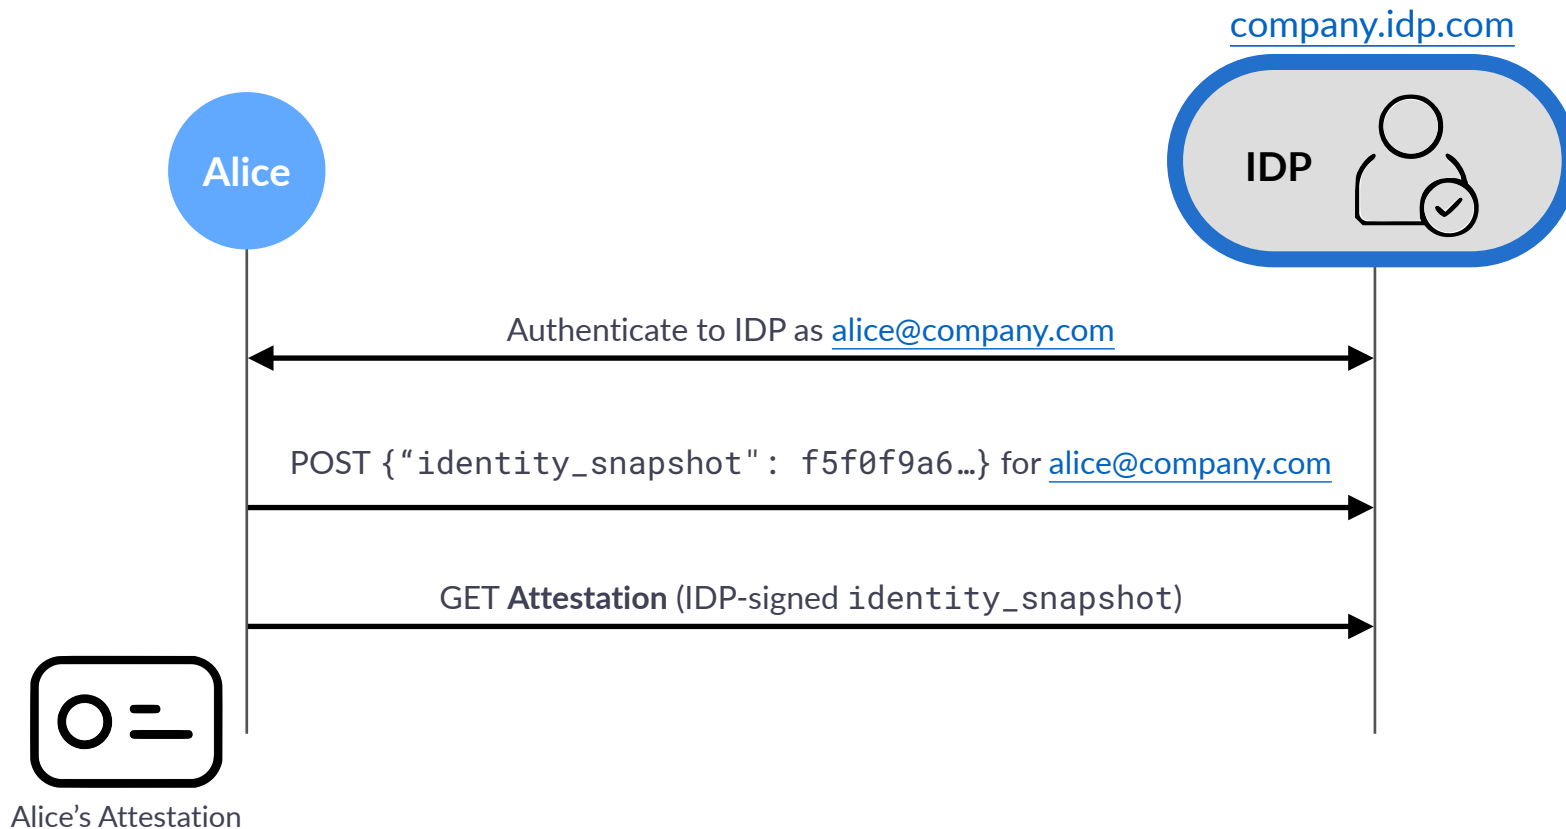 company.idp.com
Alice
IDP
Authenticate to IDP as alice@company.com
POST {“identity_snapshot": f5f0f9a6…} for alice@company.com
GET Attestation (IDP-signed identity_snapshot)
Alice’s Attestation